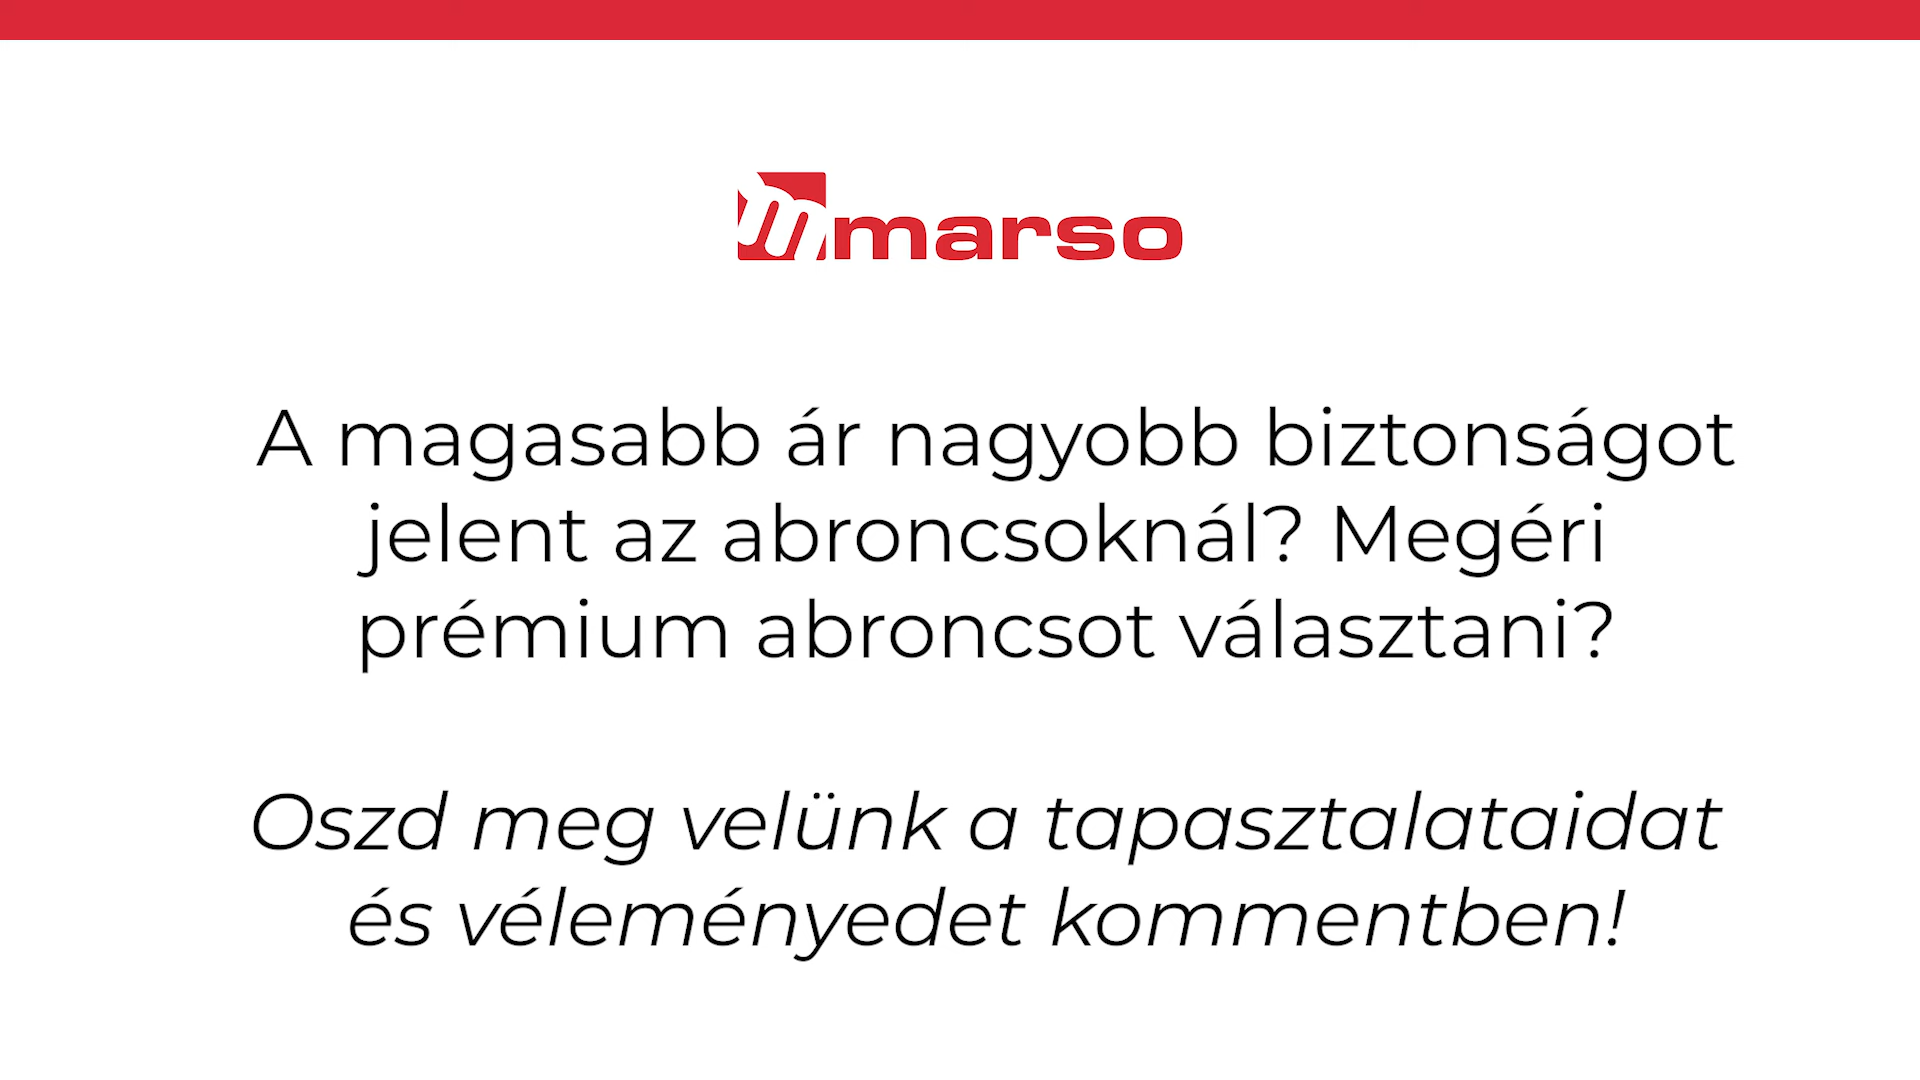 marso
A magasabb ár nagyobb biztonságot
jelent az abroncsoknál? Megéri
prémium abroncsot választani?
Oszd meg velünk a tapasztalataidat
és véleményedet kommentben!